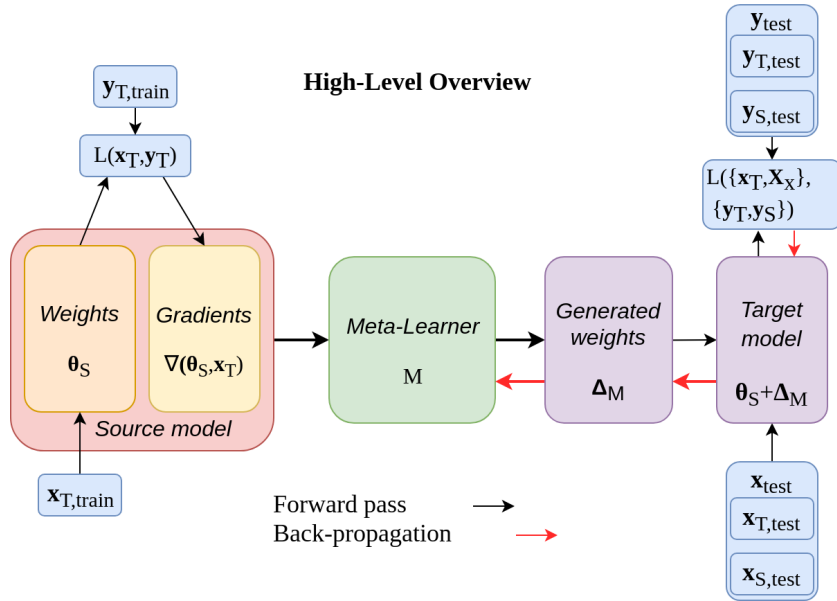 High-Level Overview
y_T,train
L(x_T,y_T)
Weights
θ_S
Gradients
∇(θ_S,x_T)
Source model
x_T,train
Meta-Learner
M
Generated
weights
Δ_M
y_test
y_T,test
y_S,test
L({x_T,X_x},
{y_T,y_S})
Target
model
θ_S+Δ_M
x_test
x_T,test
x_S,test
Forward pass
Back-propagation